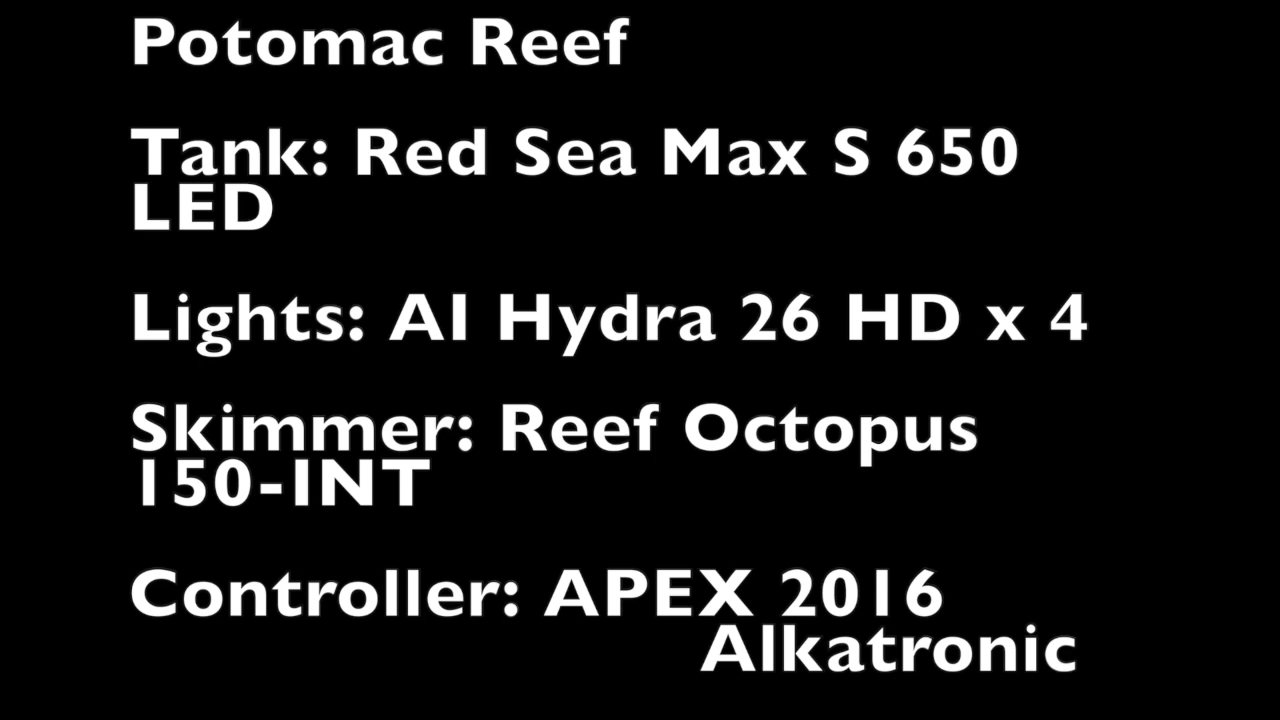 Potomac Reef
Tank: Red Sea Max S 650
LED
Lights: AI Hydra 26 HD x 4
Skimmer: Reef Octopus
150-INT
Controller: APEX 2016
Alkatronic